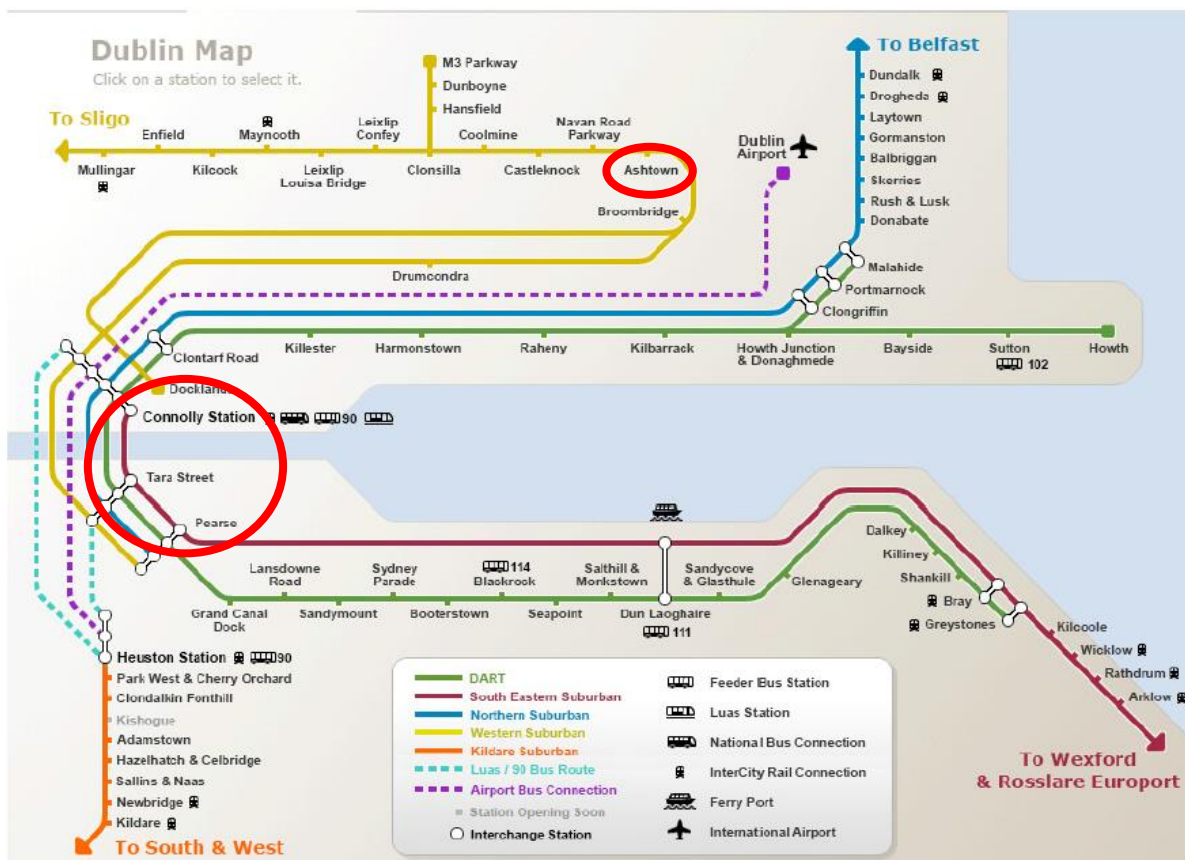 Dublin Map
Click on a station to select it.
To Belfast
To Sligo
M3 Parkway
Dunboyne
Hansfield
Enfield
Maynooth
Leixlip
Confey
Coolmine
Navan Road
Parkway
Mullingar
Kilcock
Leixlip
Louisa Bridge
Clonsilla
Castleknock
Ashtown
Broombridge
Drumcondra
Dublin
Airport
Dundalk
Drogheda
Laytown
Gormanston
Balbriggan
Skerries
Rush & Lusk
Donabate
Malahide
Portmarnock
Clongriffin
Clontarf Road
Killester
Harmonstown
Raheny
Kilbarrack
Howth Junction
& Donaghmede
Bayside
Sutton
102
Howth
Docklands
Connolly Station 90
Tara Street
Pearse
Lansdowne
Road
Sydney
Parade
114
Blackrock
Salthill &
Monkstown
Sandycove
& Glasthule
Glenageary
Dalkey
Killiney
Shankill
Bray
Greystones
Grand Canal
Dock
Sandymount
Booterstown
Seapoint
Dun Laoghaire
111
Kilcoole
Wicklow
Rathdrum
Arklow
To Wexford
& Rosslare Europort
Heuston Station 90
Park West & Cherry Orchard
Clondalkin Fonthill
Kishogue
Adamstown
Hazelhatch & Celbridge
Sallins & Naas
Newbridge
Kildare
To South & West
DART
South Eastern Suburban
Northern Suburban
Western Suburban
Kildare Suburban
Luas / 90 Bus Route
Airport Bus Connection
Station Opening Soon
Interchange Station
Feeder Bus Station
Luas Station
National Bus Connection
InterCity Rail Connection
Ferry Port
International Airport